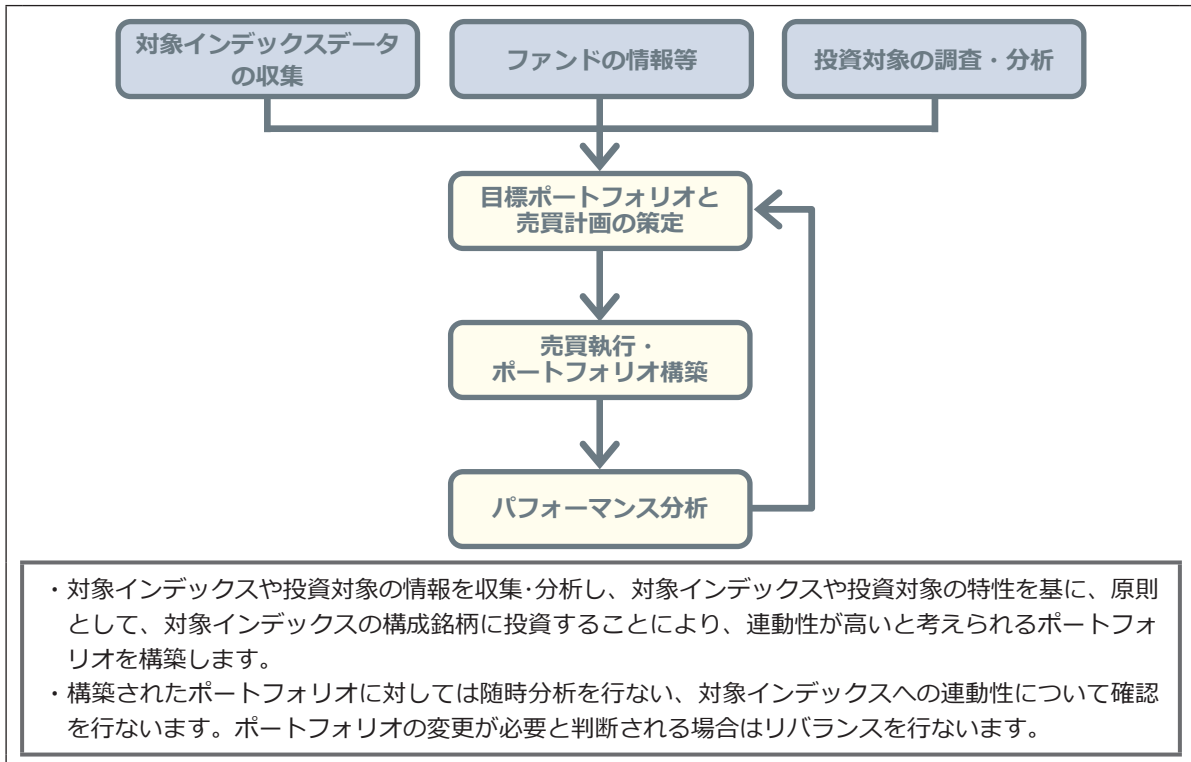 対象インデックスデータ
の収集
ファンドの情報等
投資対象の調査・分析
目標ポートフォリオと
売買計画の策定
売買執行・
ポートフォリオ構築
パフォーマンス分析
・対象インデックスや投資対象の情報を収集･分析し、対象インデックスや投資対象の特性を基に、原則
として、対象インデックスの構成銘柄に投資することにより、連動性が高いと考えられるポートフォ
リオを構築します。
・構築されたポートフォリオに対しては随時分析を行ない、対象インデックスへの連動性について確認
を行ないます。ポートフォリオの変更が必要と判断される場合はリバランスを行ないます。